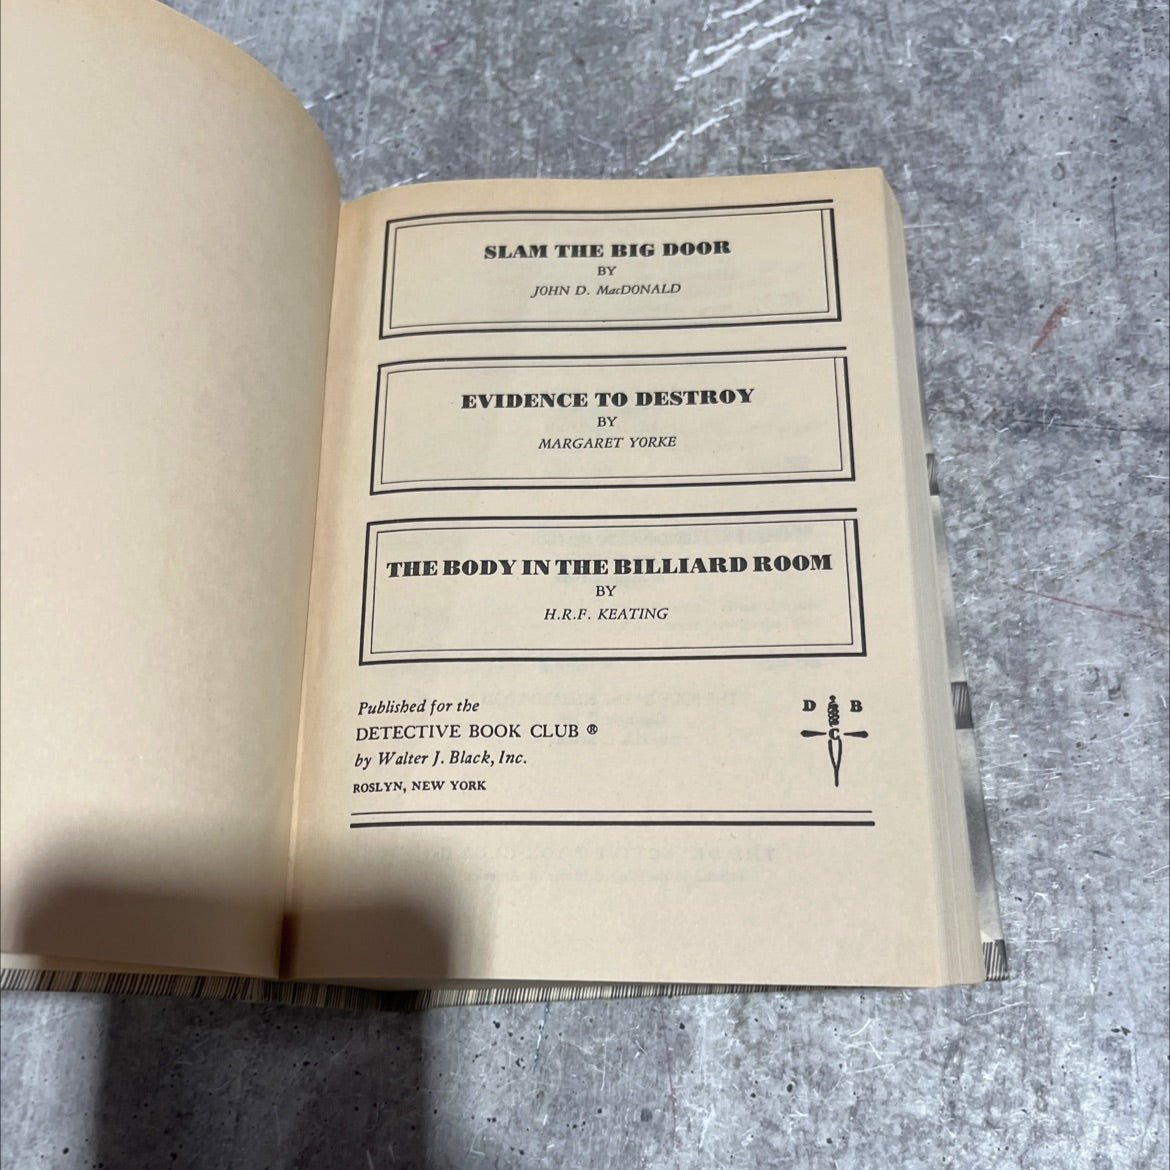 SLAM THE BIG DOOR
BY
JOHN D. MacDONALD
EVIDENCE TO DESTROY
BY
MARGARET YORKE
THE BODY IN THE BILLIARD ROOM
BY
H.R.F. KEATING
Published for the
DETECTIVE BOOK CLUB ®
by Walter J. Black, Inc.
ROSLYN, NEW YORK
D B
C